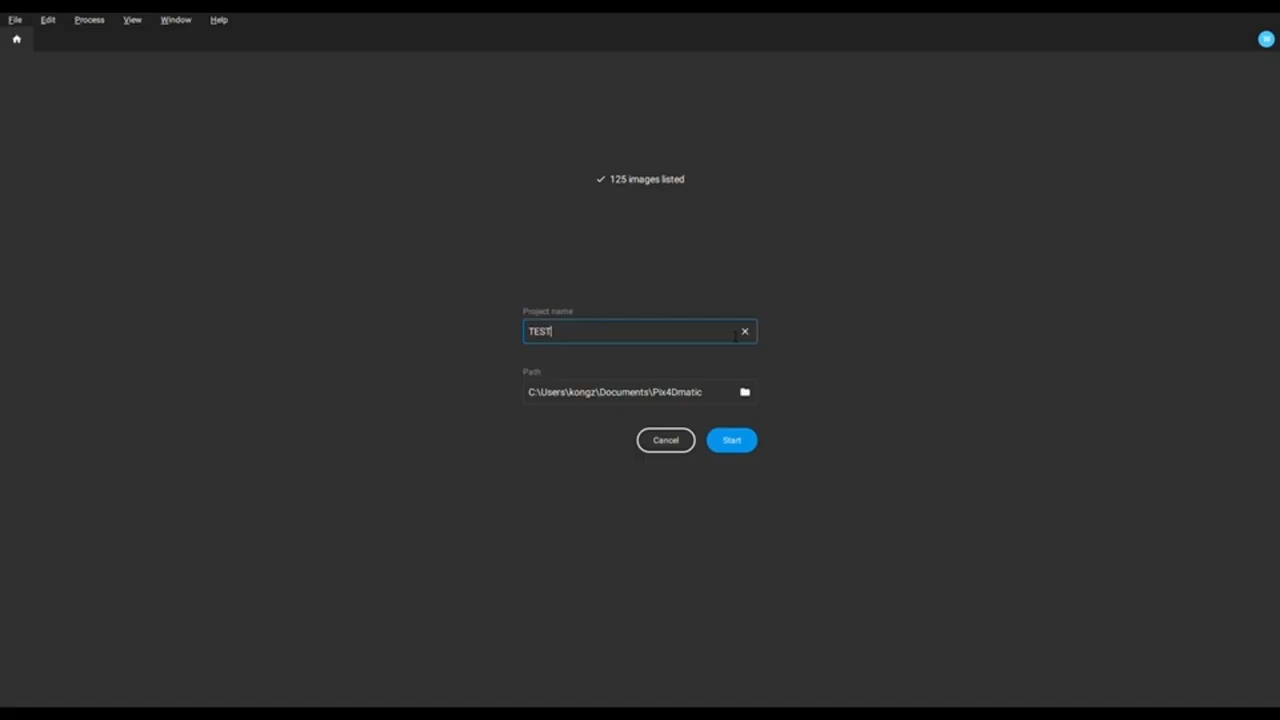 File Edit Process View Window Help
125 images listed
Project name
TEST
Path
C:\Users\kongz\Documents\Pix4Dmatic
Cancel Start